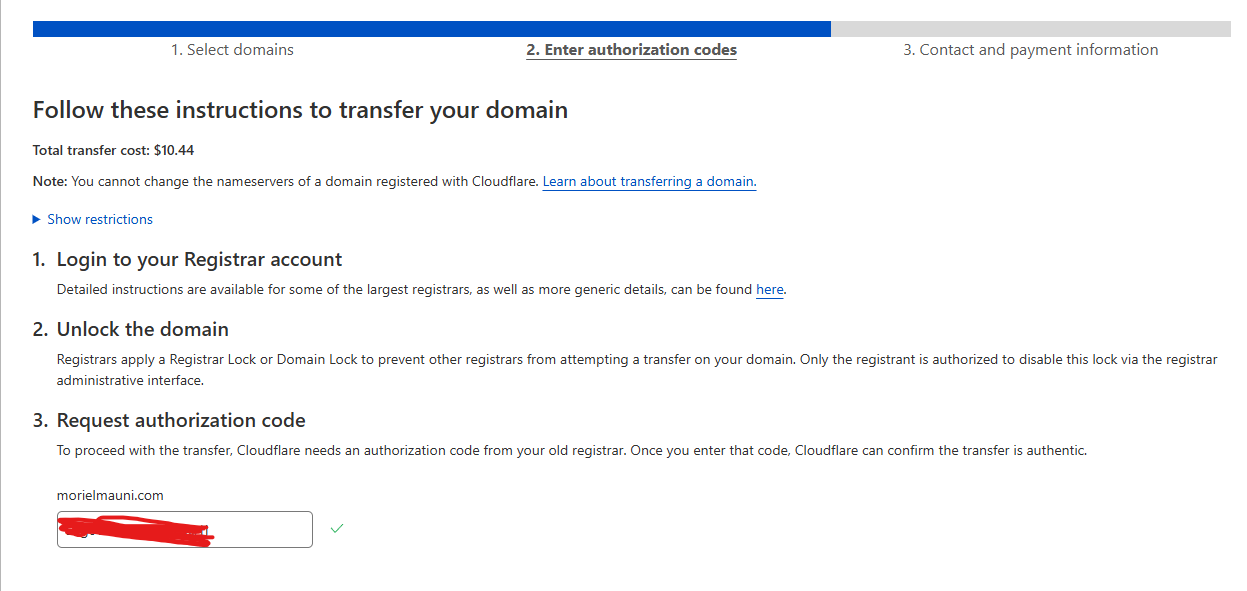 1. Select domains
2. Enter authorization codes
3. Contact and payment information
Follow these instructions to transfer your domain
Total transfer cost: $10.44
Note: You cannot change the nameservers of a domain registered with Cloudflare. Learn about transferring a domain.
Show restrictions
1. Login to your Registrar account
Detailed instructions are available for some of the largest registrars, as well as more generic details, can be found here.
2. Unlock the domain
Registrars apply a Registrar Lock or Domain Lock to prevent other registrars from attempting a transfer on your domain. Only the registrant is authorized to disable this lock via the registrar
administrative interface.
3. Request authorization code
To proceed with the transfer, Cloudflare needs an authorization code from your old registrar. Once you enter that code, Cloudflare can confirm the transfer is authentic.
morielmauni.com